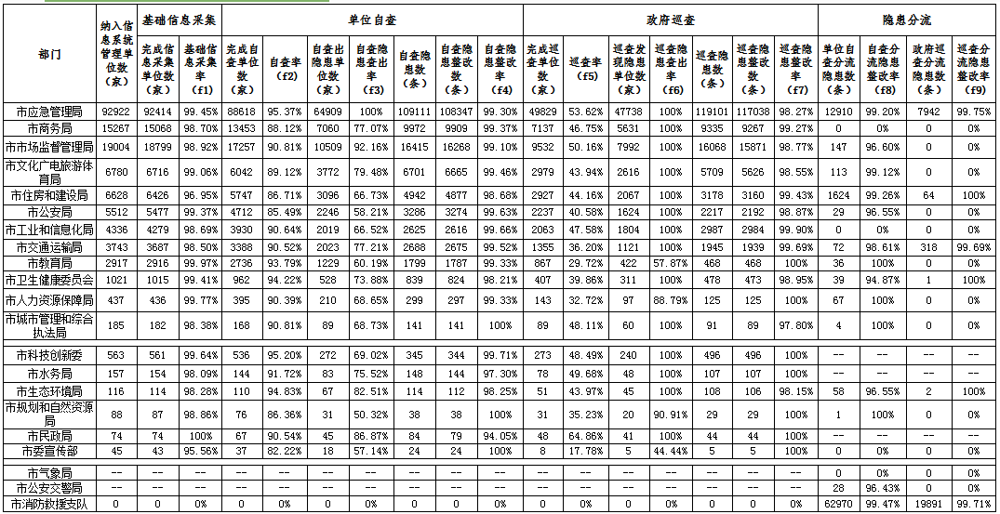 部门 纳入信息系统管理单位数（家） 基础信息采集 单位自查 政府巡查 隐患分流
完成信息采集单位数（家） 基础信息采集率（f1） 完成自查单位数（家） 自查率（f2） 自查出隐患单位数（家） 自查隐患查出率（f3） 自查隐患数（条） 自查隐患整改数（条） 自查隐患整改率（f4） 完成巡查单位数（家） 巡查率（f5） 巡查发现隐患单位数（家） 巡查隐患查出率（f6） 巡查隐患数（条） 巡查隐患整改数（条） 巡查隐患整改率（f7） 单位自查分流隐患数（条） 自查分流隐患整改率（f8） 政府巡查分流隐患数（条） 巡查分流隐患整改率（f9）
市应急管理局 92922 92414 99.45% 88618 95.37% 64909 100% 109111 108347 99.30% 49829 53.62% 47738 100% 119101 117038 98.27% 12910 99.20% 7942 99.75%
市商务局 15267 15068 98.70% 13453 88.12% 7060 77.07% 9972 9909 99.37% 7137 46.75% 5631 100% 9335 9267 99.27% 0 0% 0 0%
市市场监督管理局 19004 18799 98.92% 17257 90.81% 10509 92.16% 16415 16268 99.10% 9532 50.16% 7992 100% 16068 15871 98.77% 147 96.60% 0 0%
市文化广电旅游体育局 6780 6716 99.06% 6042 89.12% 3772 79.48% 6701 6665 99.46% 2979 43.94% 2616 100% 5709 5626 98.55% 113 99.12% 0 0%
市住房和建设局 6628 6426 96.95% 5747 86.71% 3096 66.73% 4942 4877 98.68% 2927 44.16% 2067 100% 3178 3160 99.43% 1624 99.26% 64 100%
市公安局 5512 5477 99.37% 4712 85.49% 2246 58.21% 3286 3274 99.63% 2237 40.58% 1624 100% 2217 2192 98.87% 29 96.55% 0 0%
市工业和信息化局 4336 4279 98.69% 3930 90.64% 2019 66.52% 2625 2616 99.66% 2063 47.58% 1804 100% 2987 2984 99.90% 0 0% 0 0%
市交通运输局 3743 3687 98.50% 3388 90.52% 2023 77.21% 2688 2675 99.52% 1355 36.20% 1121 100% 1945 1939 99.69% 72 98.61% 318 99.69%
市教育局 2917 2916 99.97% 2736 93.79% 1229 60.19% 1799 1787 99.33% 867 29.72% 422 57.87% 468 468 100% 36 100% 0 0%
市卫生健康委员会 1021 1015 99.41% 962 94.22% 528 73.88% 839 824 98.21% 407 39.86% 311 100% 478 473 98.95% 39 94.87% 1 100%
市人力资源保障局 437 436 99.77% 395 90.39% 210 68.65% 299 297 99.33% 143 32.72% 97 88.79% 125 125 100% 67 100% 0 0%
市城市管理和综合执法局 185 182 98.38% 168 90.81% 89 68.73% 141 141 100% 89 48.11% 60 100% 91 89 97.80% 4 100% 0 0%
市科技创新委 563 561 99.64% 536 95.20% 272 69.02% 345 344 99.71% 273 48.49% 240 100% 496 496 100% -- -- -- --
市水务局 157 154 98.09% 144 91.72% 83 75.52% 148 144 97.30% 78 49.68% 48 100% 107 107 100% -- -- -- --
市生态环境局 116 114 98.28% 110 94.83% 67 82.51% 114 112 98.25% 51 43.97% 45 100% 108 106 98.15% 58 96.55% 2 100%
市规划和自然资源局 88 87 98.86% 76 86.36% 31 50.32% 38 38 100% 31 35.23% 20 90.91% 29 29 100% 1 100% 0 0%
市民政局 74 74 100% 67 90.54% 45 86.87% 84 79 94.05% 48 64.86% 41 100% 44 44 100% -- -- -- --
市委宣传部 45 43 95.56% 37 82.22% 18 57.14% 24 24 100% 8 17.78% 5 44.44% 5 5 100% 0 0% 0 0%
市气象局 -- -- -- -- -- -- -- -- -- -- -- -- -- -- -- -- -- 0 0% 0 0%
市公安交警局 -- -- -- -- -- -- -- -- -- -- -- -- -- -- -- -- -- 28 96.43% 0 0%
市消防救援支队 0 0 0% 0 0% 0 0% 0 0 0% 0 0% 0 0% 0 0 0% 62970 99.47% 19891 99.71%